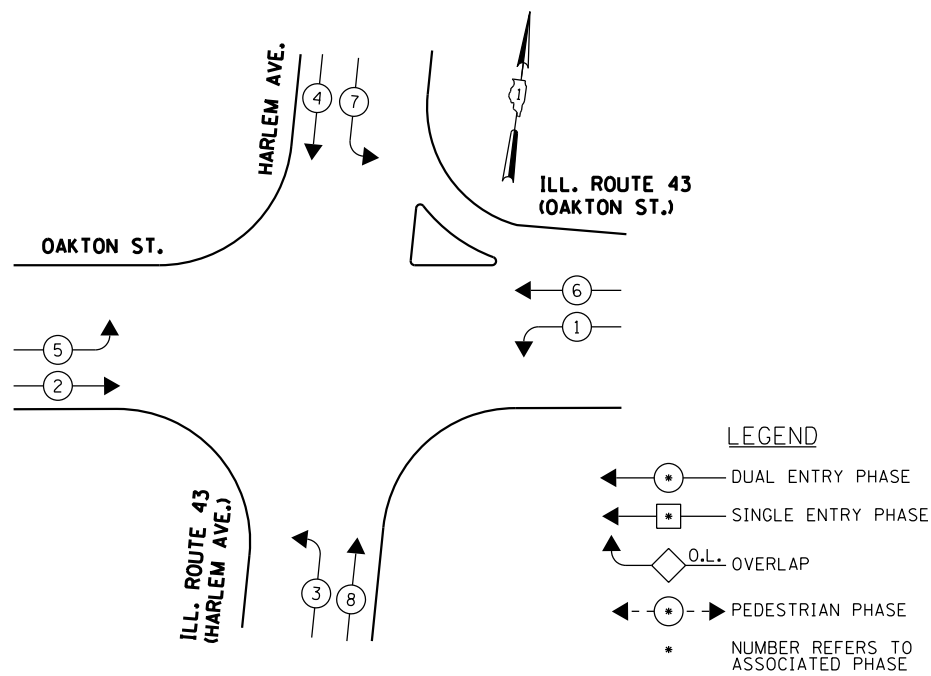 HARLEM AVE.
4
7
1
ILL. ROUTE 43
(OAKTON ST.)
OAKTON ST.
6
1
5
2
LEGEND
* DUAL ENTRY PHASE
* SINGLE ENTRY PHASE
O.L. OVERLAP
* PEDESTRIAN PHASE
* NUMBER REFERS TO
ASSOCIATED PHASE
ILL. ROUTE 43
(HARLEM AVE.)
3
8